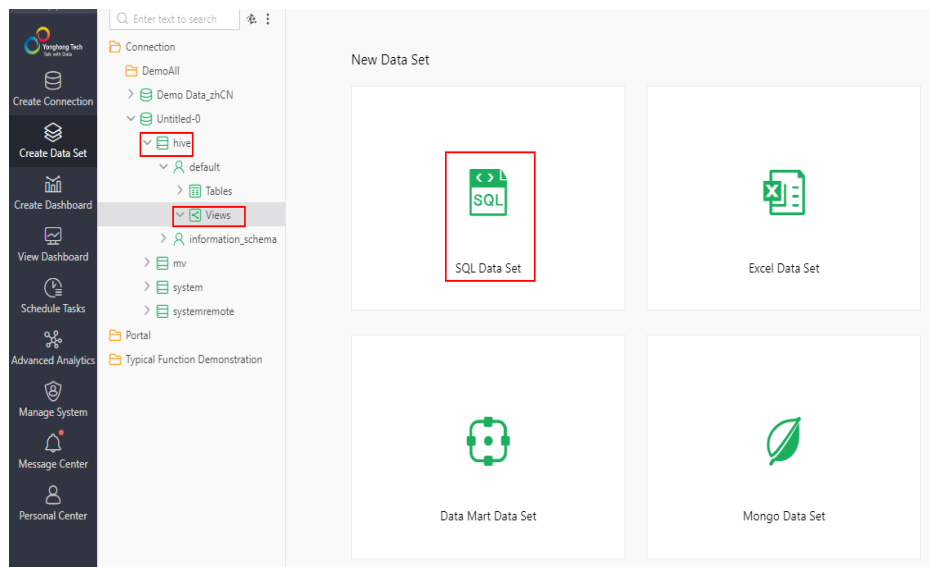 Yonghong Tech
Talk with Data
Create Connection
Create Data Set
Create Dashboard
View Dashboard
Schedule Tasks
Advanced Analytics
Manage System
Message Center
Personal Center
Enter text to search
Connection
DemoAll
Demo Data_zhCN
Untitled-0
hive
default
Tables
Views
information_schema
mv
system
systemremote
Portal
Typical Function Demonstration
New Data Set
SQL
SQL Data Set
X
Excel Data Set
Data Mart Data Set
Mongo Data Set